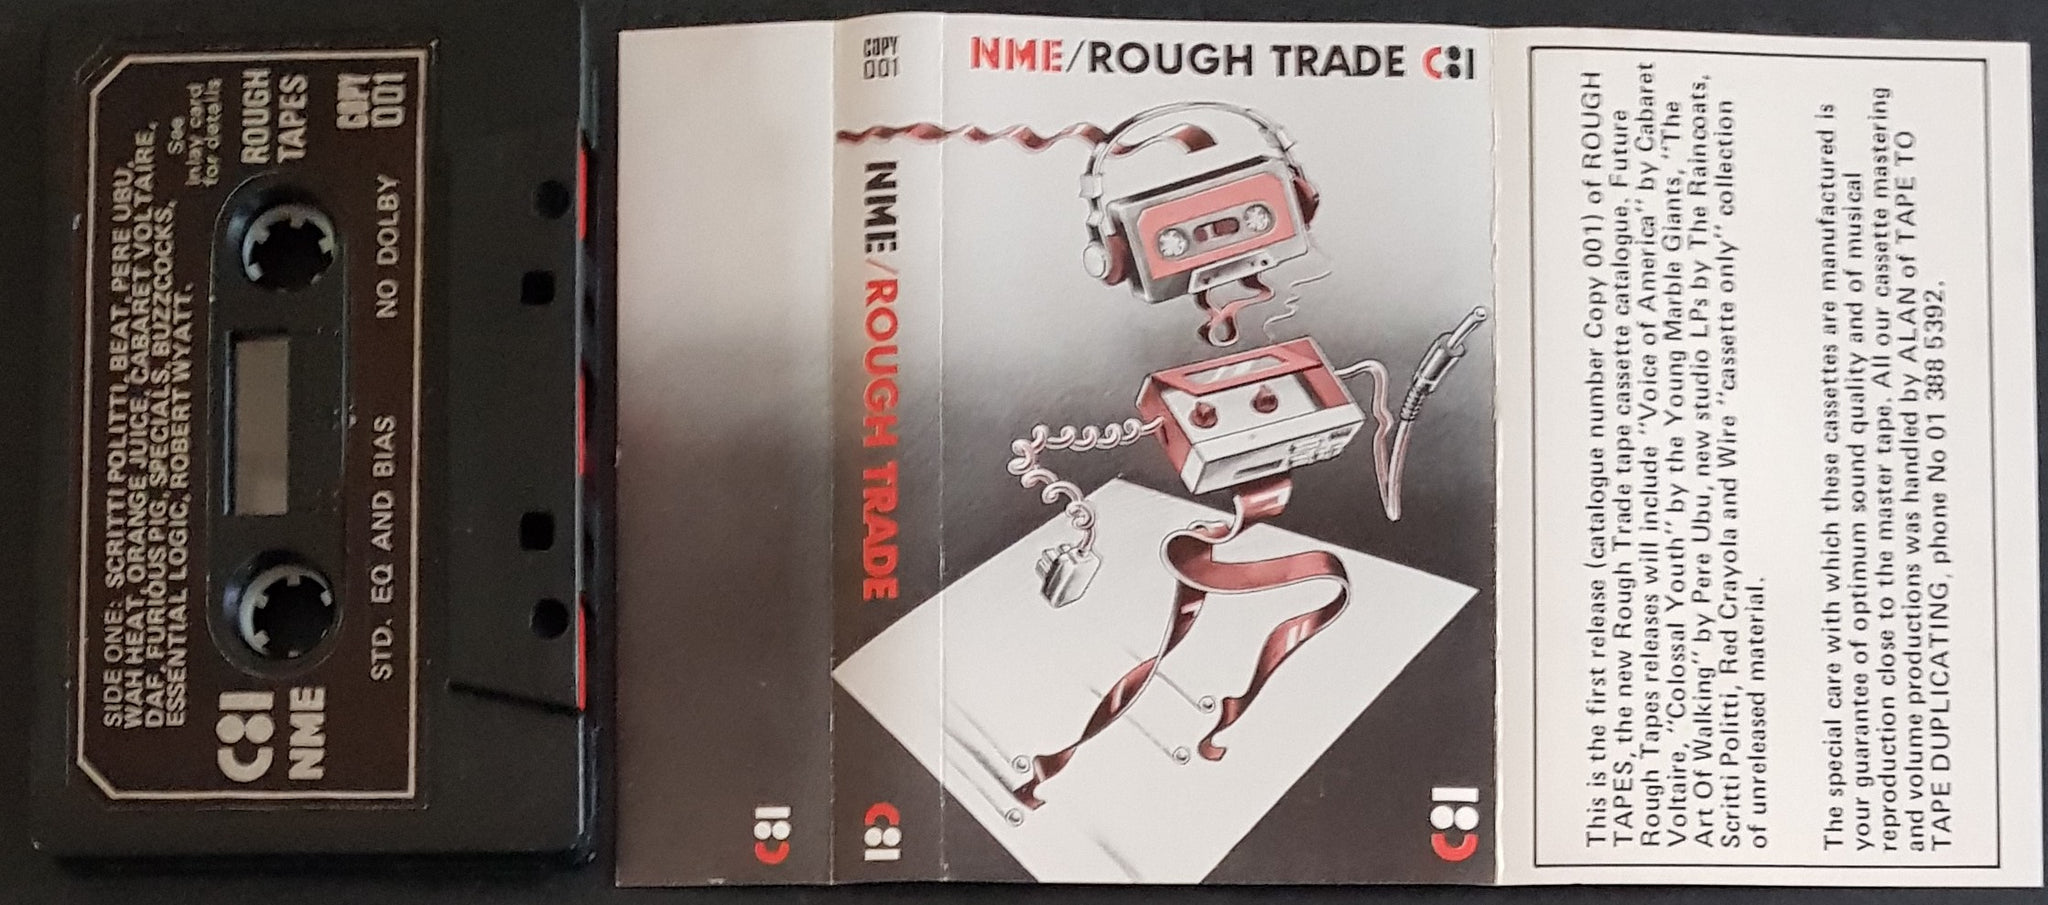 SIDE ONE: SCRITTI POLITTI, BEAT, PERE UBU,
WAH HEAT, ORANGE JUICE, CABARET VOLTAIRE,
DAF, FURIOUS PIG, SPECIALS, BUZZCOCKS,
ESSENTIAL LOGIC, ROBERT WYATT.
See
inlay card
for details
C81
NME
ROUGH
TAPES
COPY
001
STD. EQ AND BIAS
NO DOLBY
C81
COPY
001
NME/ROUGH TRADE
C81
NME/ROUGH TRADE C81
C81
This is the first release (catalogue number Copy 001) of ROUGH
TAPES, the new Rough Trade tape cassette catalogue. Future
Rough Tapes releases will include "Voice of America" by Cabaret
Voltaire, "Colossal Youth" by the Young Marble Giants, "The
Art Of Walking" by Pere Ubu, new studio LPs by The Raincoats,
Scritti Politti, Red Crayola and Wire "cassette only" collection
of unreleased material.
The special care with which these cassettes are manufactured is
your guarantee of optimum sound quality and of musical
reproduction close to the master tape. All our cassette mastering
and volume productions was handled by ALAN of TAPE TO
TAPE DUPLICATING, phone No 01 388 5392.